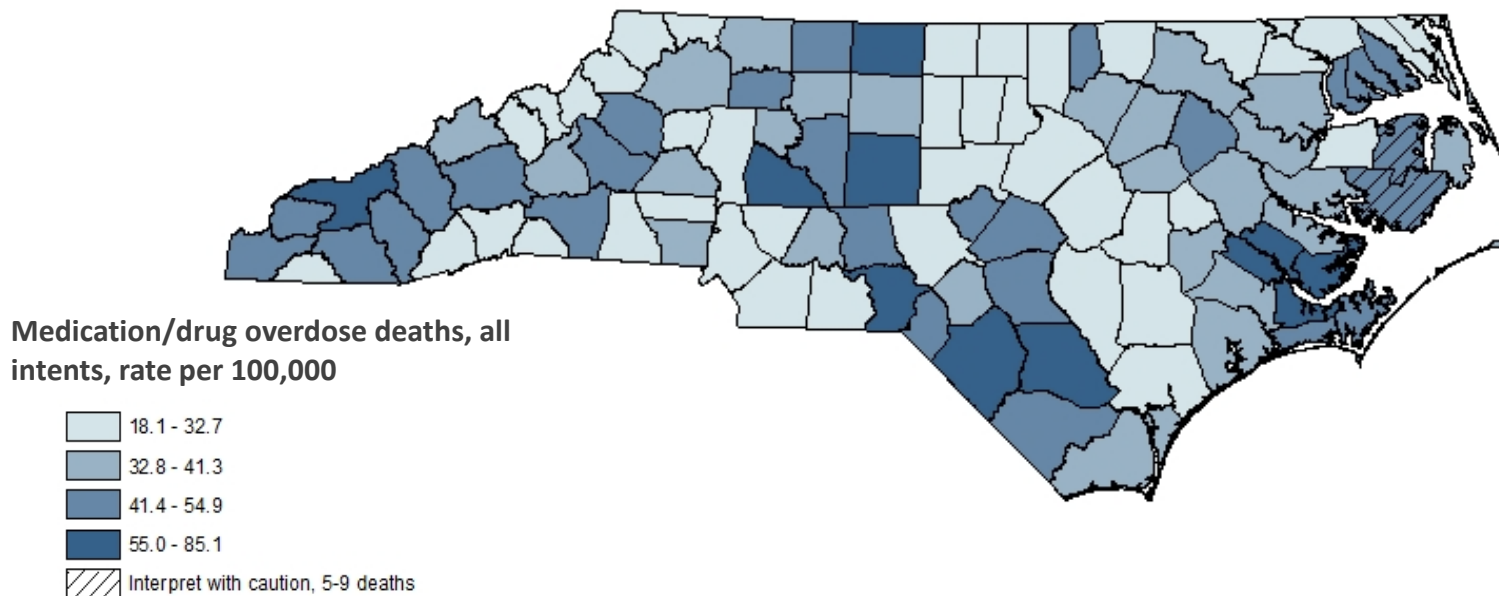 Medication/drug overdose deaths, all
intents, rate per 100,000
18.1 - 32.7
32.8 - 41.3
41.4 - 54.9
55.0 - 85.1
Interpret with caution, 5-9 deaths